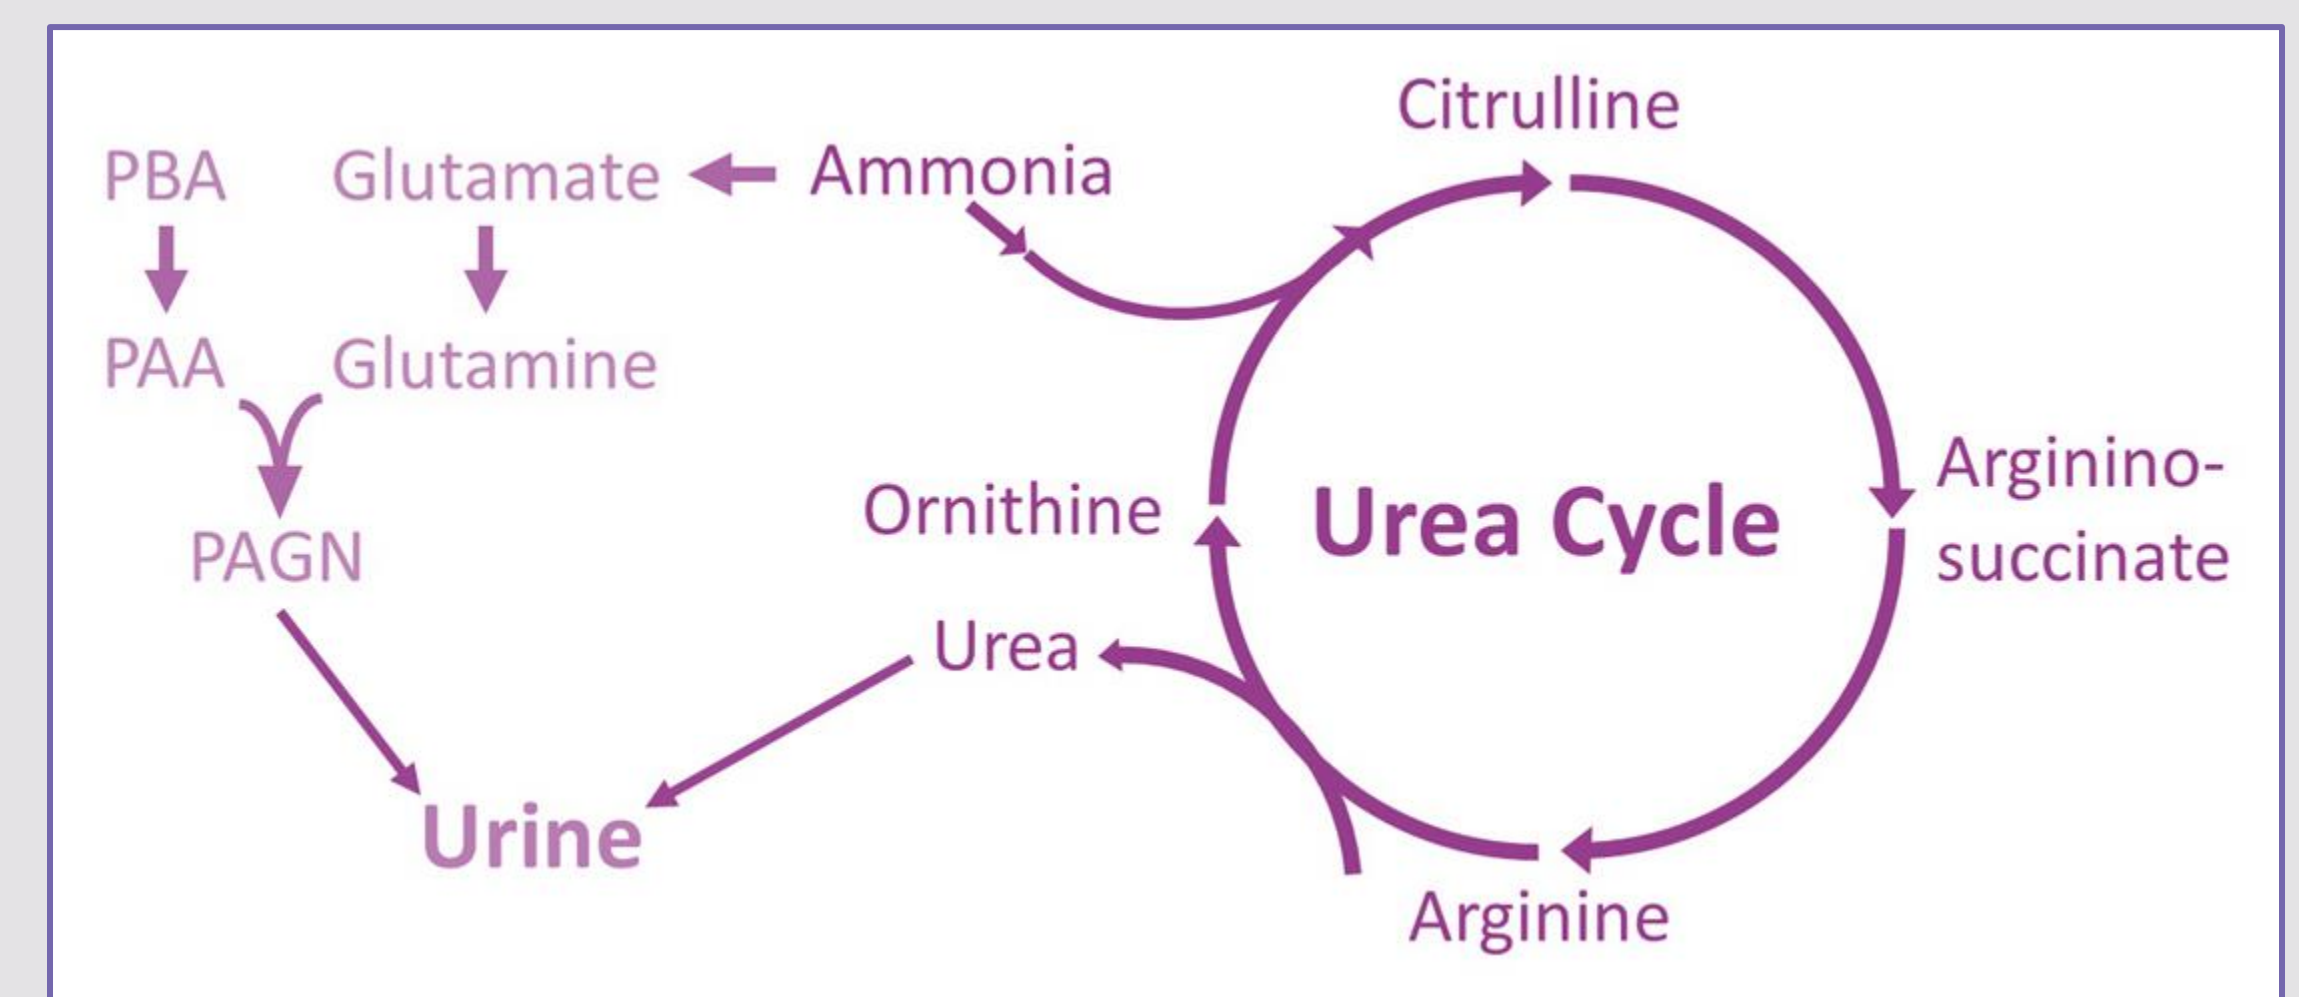 Citrulline
PBA
Glutamate
Ammonia
PAA
Glutamine
Arginino-
succinate
Ornithine
Urea Cycle
PAGN
Urea
Urine
Arginine